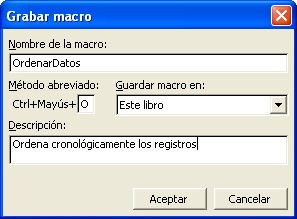 Grabar macro
Nombre de la macro:
OrdenarDatos
Método abreviado: Guardar macro en:
Ctrl+Mayús+ O Este libro
Descripción:
Ordena cronológicamente los registros
Aceptar Cancelar